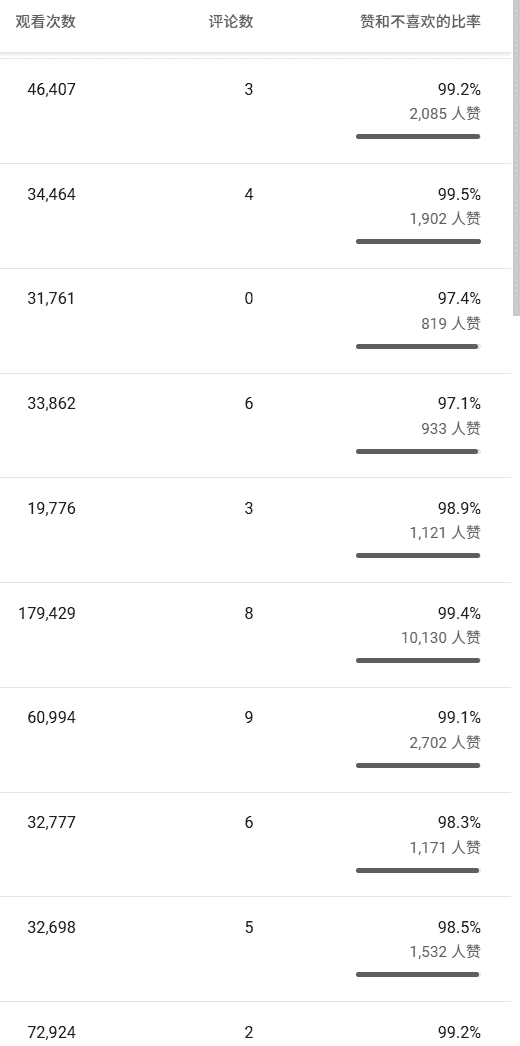 观看次数 评论数 赞和不喜欢的比率
46,407 3 99.2%
2,085 人赞
34,464 4 99.5%
1,902 人赞
31,761 0 97.4%
819 人赞
33,862 6 97.1%
933 人赞
19,776 3 98.9%
1,121 人赞
179,429 8 99.4%
10,130 人赞
60,994 9 99.1%
2,702 人赞
32,777 6 98.3%
1,171 人赞
32,698 5 98.5%
1,532 人赞
72,924 2 99.2%